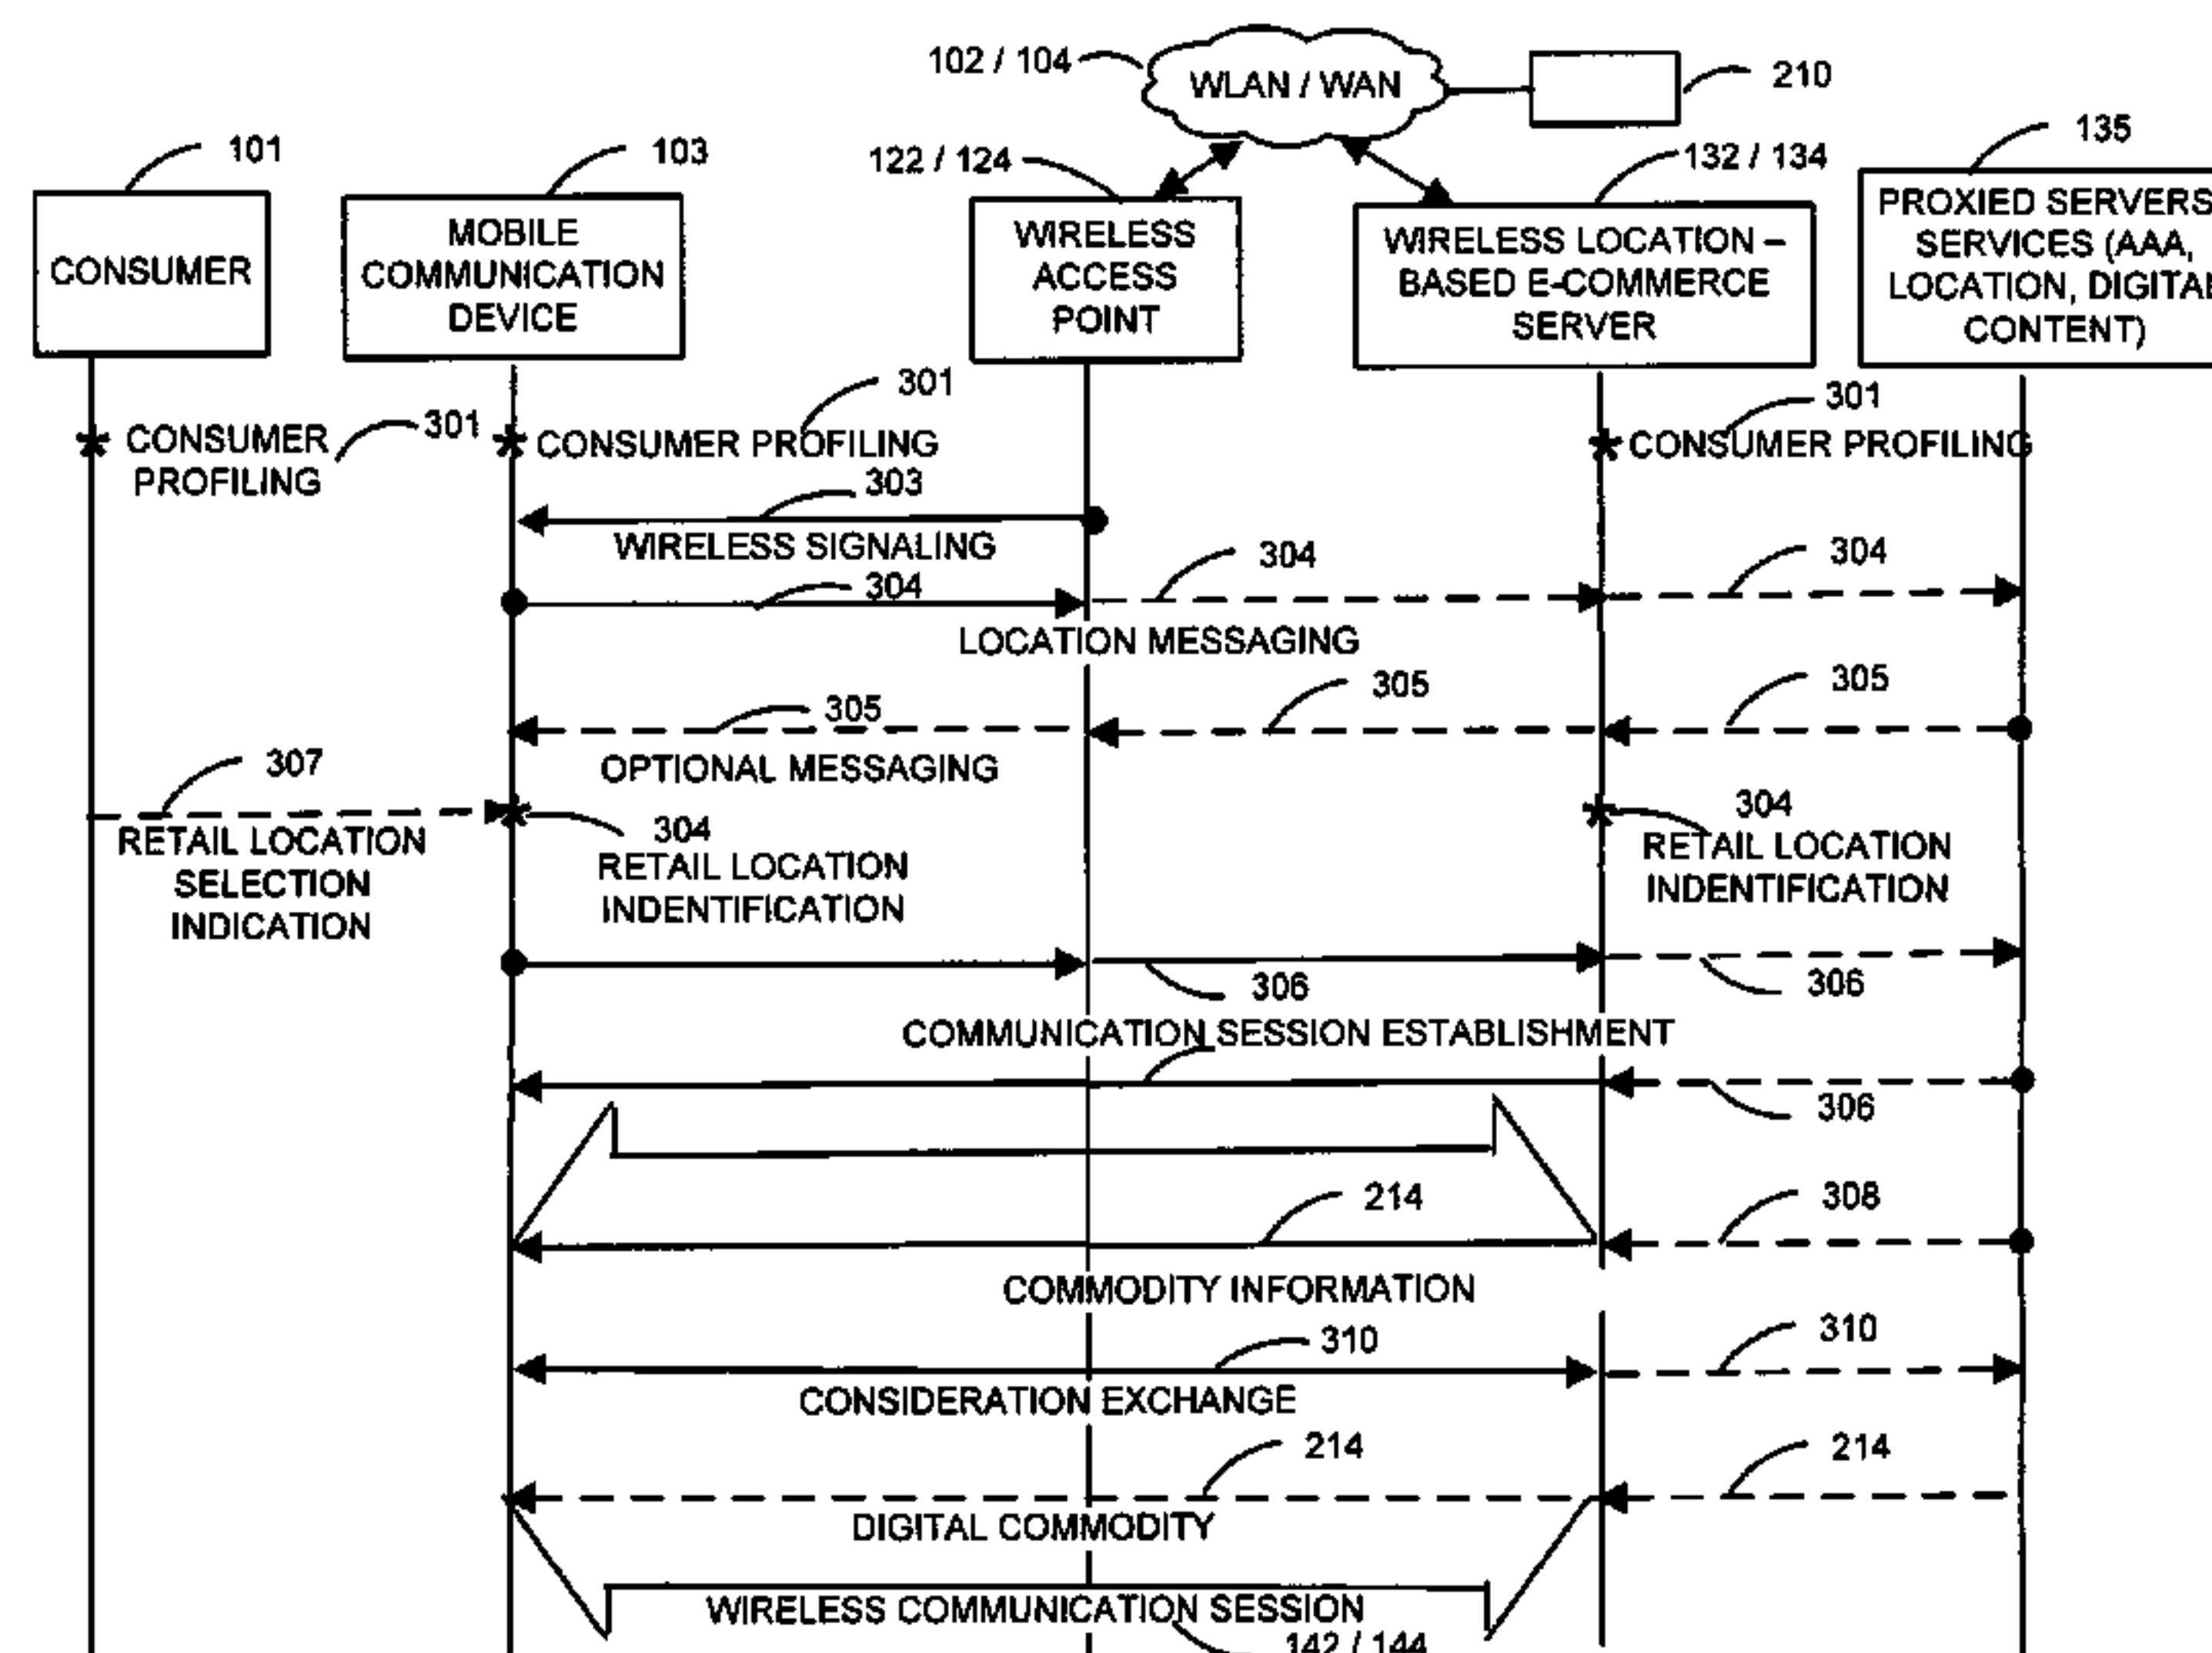 102 / 104
WLAN / WAN
210
101
103
122 / 124
132 / 134
135
CONSUMER
MOBILE
COMMUNICATION
DEVICE
WIRELESS
ACCESS
POINT
WIRELESS LOCATION –
BASED E-COMMERCE
SERVER
PROXIED SERVERS
SERVICES (AAA,
LOCATION, DIGITAL
CONTENT)
CONSUMER
PROFILING
301
CONSUMER PROFILING
301
CONSUMER PROFILING
301
303
WIRELESS SIGNALING
304
304
304
LOCATION MESSAGING
305
305
305
OPTIONAL MESSAGING
307
RETAIL LOCATION
SELECTION
INDICATION
304
RETAIL LOCATION
INDENTIFICATION
304
RETAIL LOCATION
INDENTIFICATION
306
306
COMMUNICATION SESSION ESTABLISHMENT
306
214
308
COMMODITY INFORMATION
310
310
CONSIDERATION EXCHANGE
214
214
DIGITAL COMMODITY
WIRELESS COMMUNICATION SESSION
142 / 144